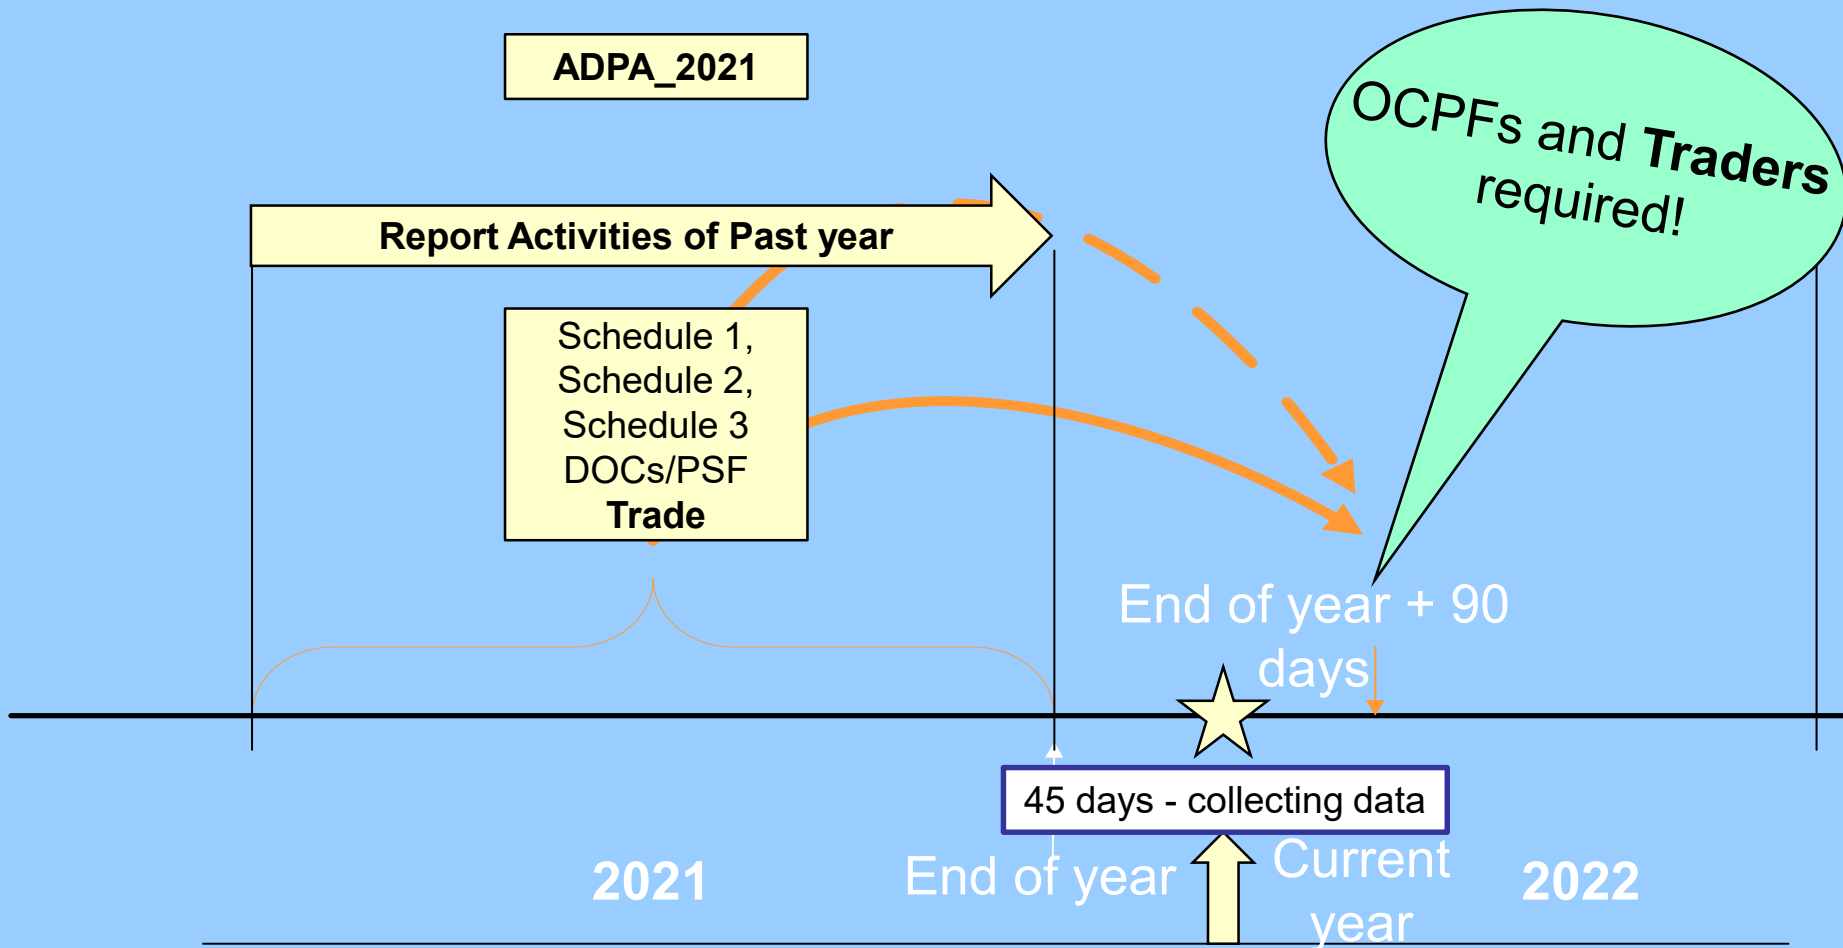 ADPA_2021
OCPFs and Traders
required!
Report Activities of Past year
Schedule 1,
Schedule 2,
Schedule 3
DOCs/PSF
Trade
End of year + 90
days
45 days - collecting data
2021
End of year
Current
year
2022